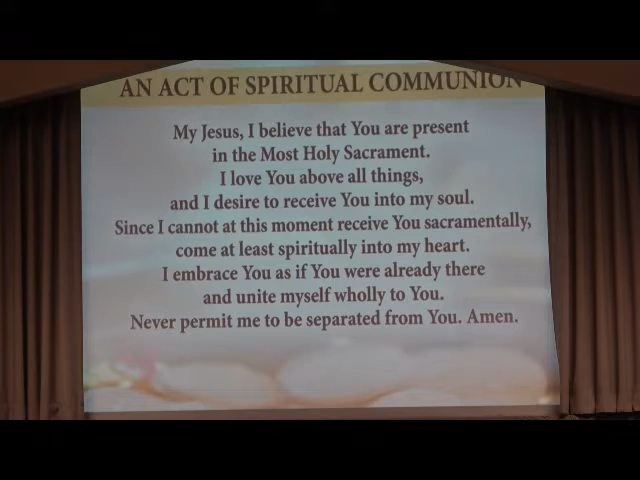 AN ACT OF SPIRITUAL COMMUNION
My Jesus, I believe that You are present
in the Most Holy Sacrament.
I love You above all things,
and I desire to receive You into my soul.
Since I cannot at this moment receive You sacramentally,
come at least spiritually into my heart.
I embrace You as if You were already there
and unite myself wholly to You.
Never permit me to be separated from You. Amen.